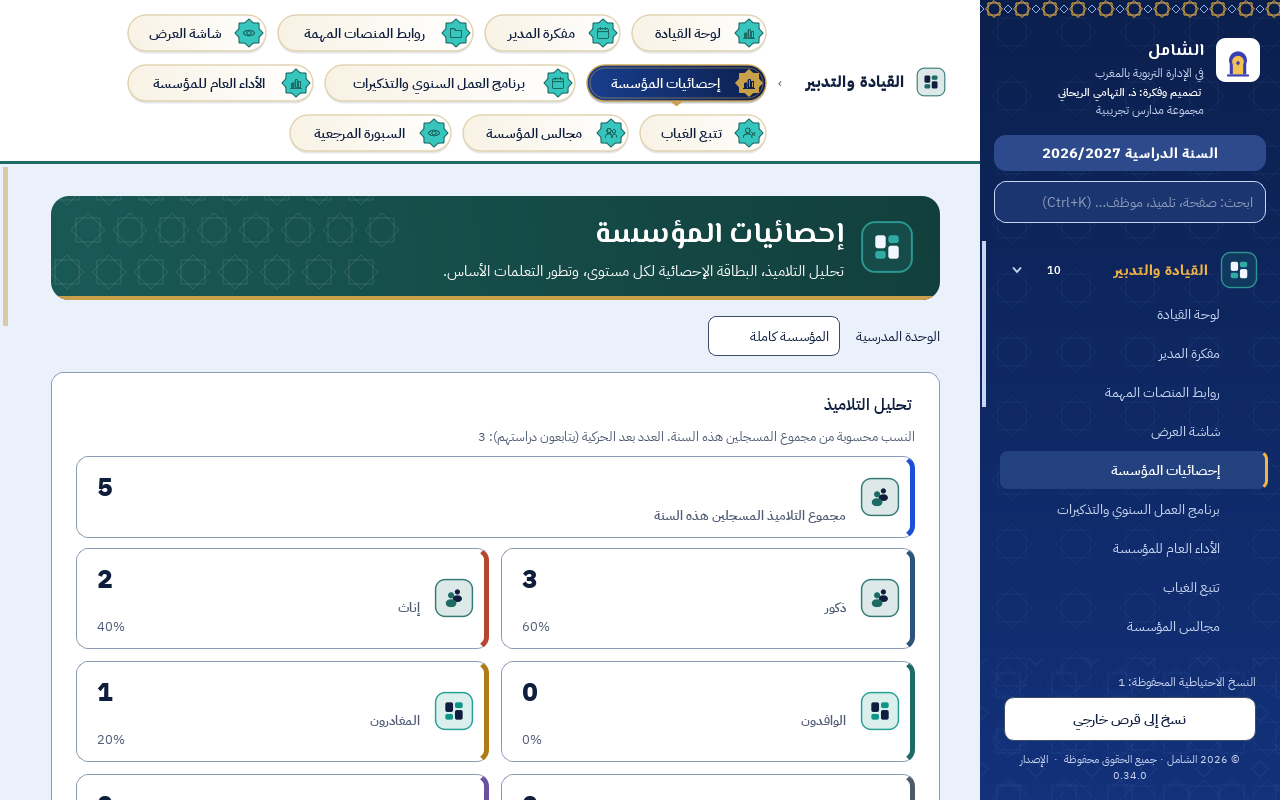 الشامل
في الإدارة التربوية بالمغرب
تصميم وفكرة: ذ. التهامي الريحاني
مجموعة مدارس تجريبية
السنة الدراسية 2026/2027
ابحث: صفحة، تلميذ، موظف... (Ctrl+K)
القيادة والتدبير 10
لوحة القيادة
مفكرة المدير
روابط المنصات المهمة
شاشة العرض
إحصائيات المؤسسة
برنامج العمل السنوي والتذكيرات
الأداء العام للمؤسسة
تتبع الغياب
مجالس المؤسسة
النسخ الاحتياطية المحفوظة: 1
نسخ إلى قرص خارجي
© 2026 الشامل · جميع الحقوق محفوظة · الإصدار
0.34.0
القيادة والتدبير ›
لوحة القيادة مفكرة المدير روابط المنصات المهمة شاشة العرض
إحصائيات المؤسسة برنامج العمل السنوي والتذكيرات الأداء العام للمؤسسة
تتبع الغياب مجالس المؤسسة السبورة المرجعية
إحصائيات المؤسسة
تحليل التلاميذ، البطاقة الإحصائية لكل مستوى، وتطور التعلمات الأساس.
الوحدة المدرسية المؤسسة كاملة
تحليل التلاميذ
النسب محسوبة من مجموع المسجلين هذه السنة. العدد بعد الحركية (يتابعون دراستهم): 3
5
مجموع التلاميذ المسجلين هذه السنة
3
ذكور
60%
2
إناث
40%
0
الوافدون
0%
1
المغادرون
20%